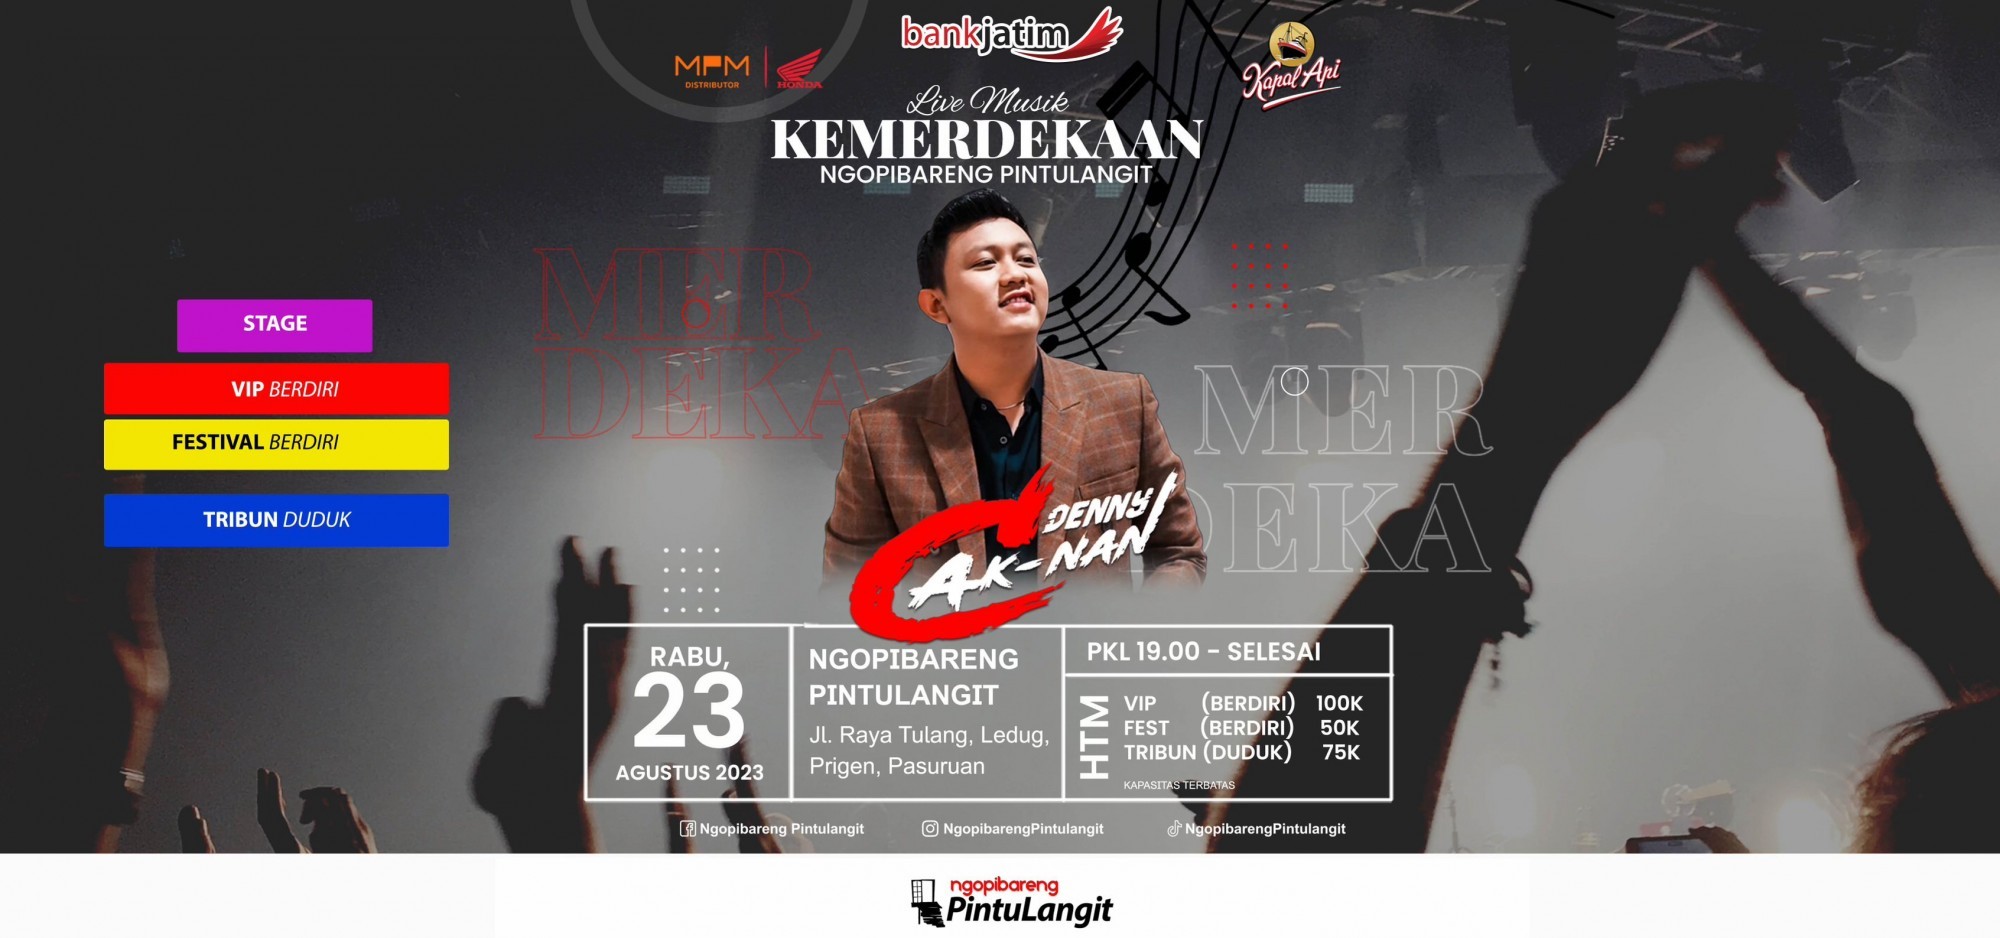 bankjatim
MPM
DISTRIBUTOR
HONDA
Kapal Api
Live Musik
KEMERDEKAAN
NGOPIBARENG PINTULANGIT
MER
DEKA
MER
DEKA
STAGE
VIP BERDIRI
FESTIVAL BERDIRI
TRIBUN DUDUK
DENNY
CAK-NAN
RABU,
23
AGUSTUS 2023
NGOPIBARENG
PINTULANGIT
Jl. Raya Tulang, Ledug,
Prigen, Pasuruan
PKL 19.00 - SELESAI
HTM
VIP (BERDIRI) 100K
FEST (BERDIRI) 50K
TRIBUN (DUDUK) 75K
KAPASITAS TERBATAS
Ngopibareng Pintulangit
NgopibarengPintulangit
NgopibarengPintulangit
ngopibareng
PintuLangit